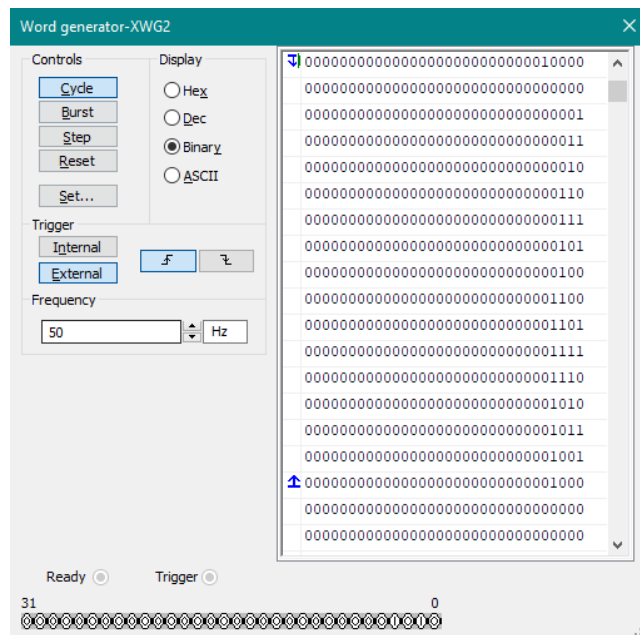 Word generator-XWG2
Controls
Cycle
Burst
Step
Reset
Set...
Display
Hex
Dec
Binary
ASCII
Trigger
Internal
External
Frequency
50 Hz
00000000000000000000000000010000
00000000000000000000000000000000
00000000000000000000000000000001
00000000000000000000000000000011
00000000000000000000000000000010
00000000000000000000000000000110
00000000000000000000000000000111
00000000000000000000000000000101
00000000000000000000000000000100
00000000000000000000000000001100
00000000000000000000000000001101
00000000000000000000000000001111
00000000000000000000000000001110
00000000000000000000000000001010
00000000000000000000000000001011
00000000000000000000000000001001
00000000000000000000000000001000
00000000000000000000000000000000
00000000000000000000000000000000
Ready Trigger
31 0